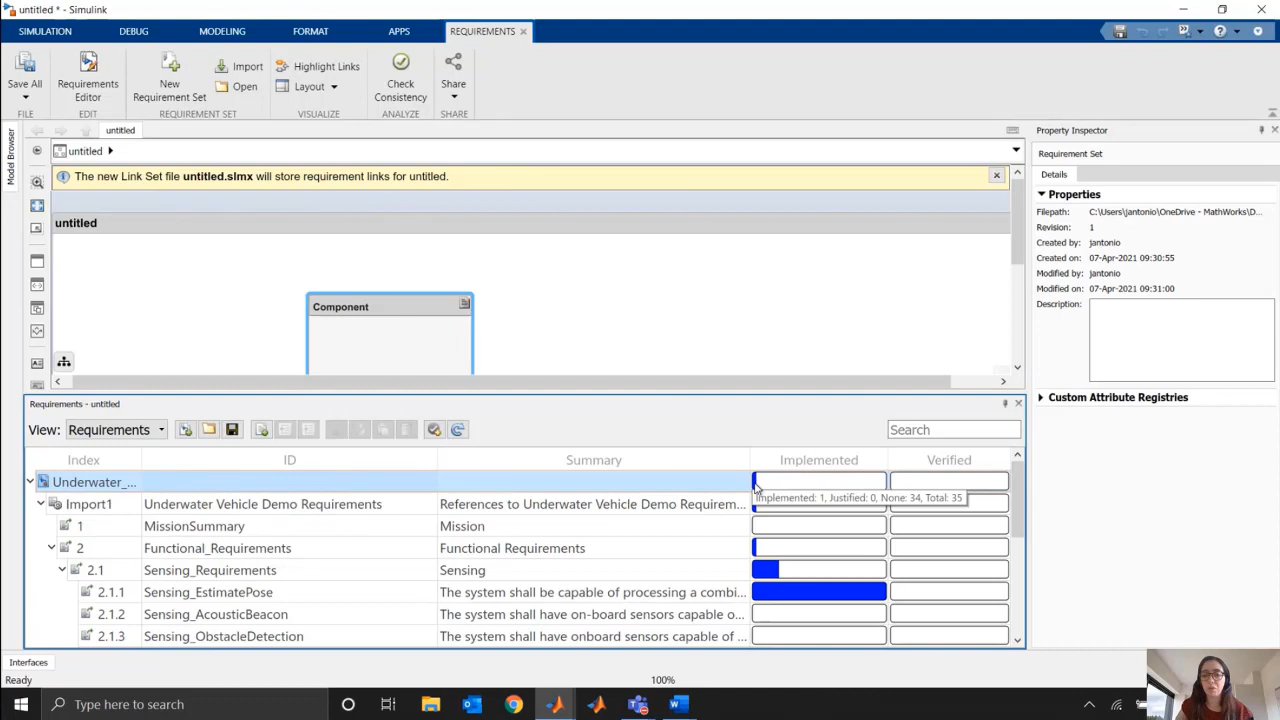 untitled * - Simulink
SIMULATION DEBUG MODELING FORMAT APPS REQUIREMENTS
Save All
Requirements Editor
New Requirement Set
Import
Open
Highlight Links
Layout
Check Consistency
Share
FILE EDIT REQUIREMENT SET VISUALIZE ANALYZE SHARE
Model Browser
untitled
untitled
The new Link Set file untitled.slmx will store requirement links for untitled.
untitled
Component
Property Inspector
Requirement Set
Details
Properties
Filepath: C:\Users\jantonio\OneDrive - MathWorks\D...
Revision: 1
Created by: jantonio
Created on: 07-Apr-2021 09:30:55
Modified by: jantonio
Modified on: 07-Apr-2021 09:31:00
Description:
Custom Attribute Registries
Requirements - untitled
View: Requirements Search
Index ID Summary Implemented Verified
Underwater_...
Implemented: 1, Justified: 0, None: 34, Total: 35
Import1 Underwater Vehicle Demo Requirements References to Underwater Vehicle Demo Requirem...
1 MissionSummary Mission
2 Functional_Requirements Functional Requirements
2.1 Sensing_Requirements Sensing
2.1.1 Sensing_EstimatePose The system shall be capable of processing a combi...
2.1.2 Sensing_AcousticBeacon The system shall have on-board sensors capable o...
2.1.3 Sensing_ObstacleDetection The system shall have onboard sensors capable of ...
Interfaces
Ready 100%
Type here to search